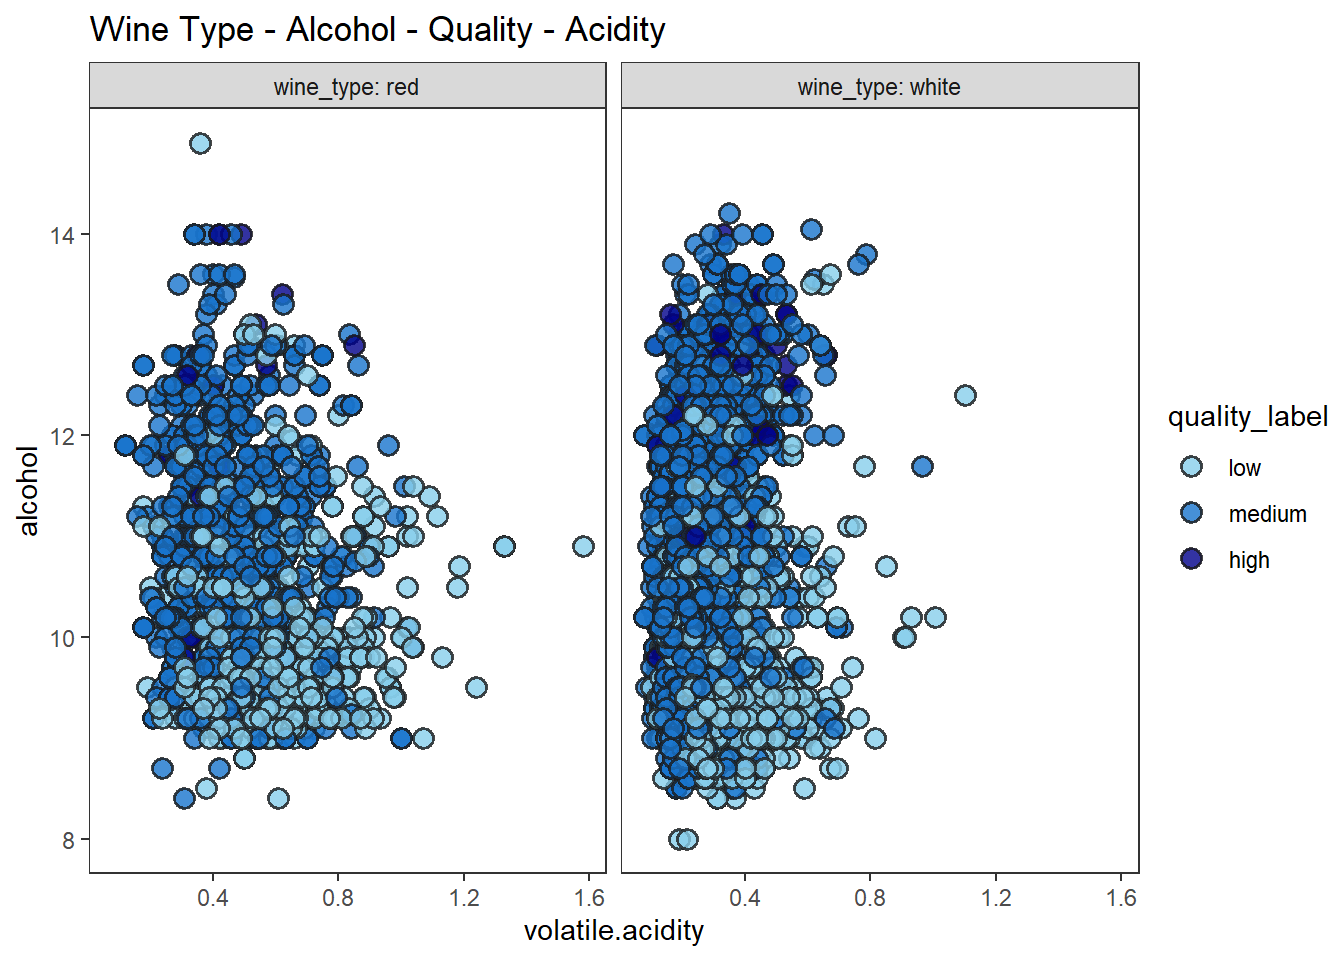 Wine Type - Alcohol - Quality - Acidity
wine_type: red
wine_type: white
14
12
10
8
alcohol
0.4
0.8
1.2
1.6
0.4
0.8
1.2
1.6
volatile.acidity
quality_label
low
medium
high